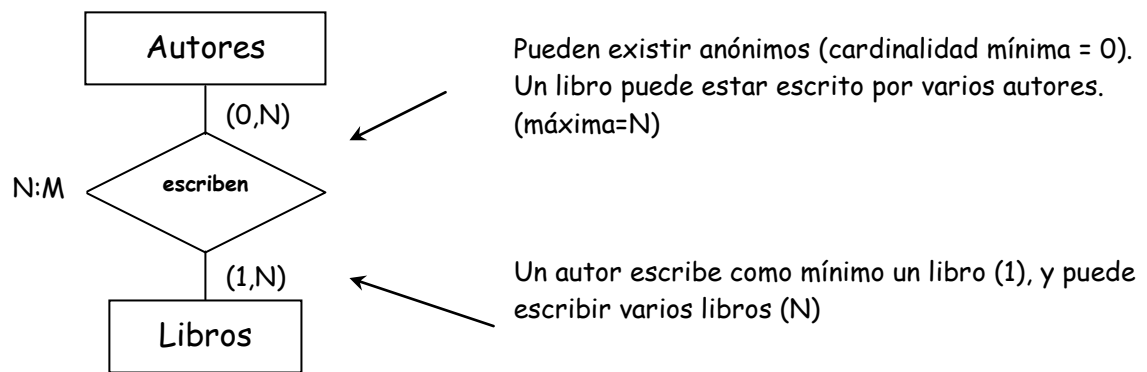 Autores
Pueden existir anónimos (cardinalidad mínima = 0).
Un libro puede estar escrito por varios autores.
(máxima=N)
(0,N)
N:M
escriben
(1,N)
Un autor escribe como mínimo un libro (1), y puede
escribir varios libros (N)
Libros